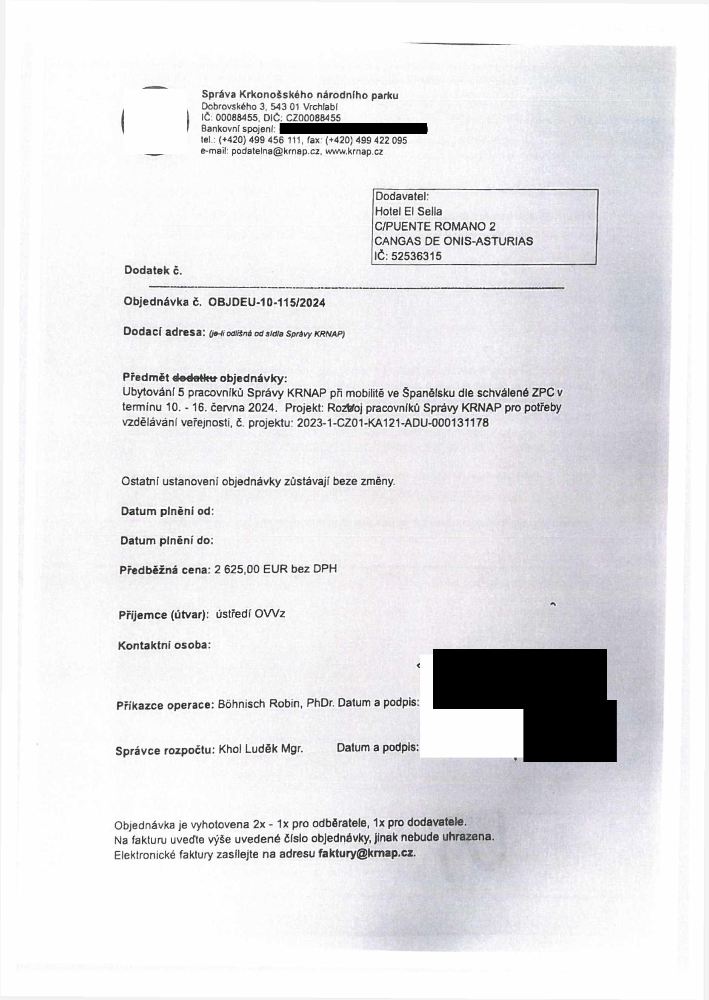 Správa Krkonošského národního parku
Dobrovského 3, 543 01 Vrchlabí
IČ: 00088455, DIČ: CZ00088455
Bankovní spojení:
tel.: (+420) 499 456 111, fax: (+420) 499 422 095
e-mail: podatelna@krnap.cz, www.krnap.cz
Dodavatel:
Hotel El Sella
C/PUENTE ROMANO 2
CANGAS DE ONIS-ASTURIAS
IČ: 52536315
Dodatek č.
Objednávka č. OBJDEU-10-115/2024
Dodací adresa: (je-li odlišná od sídla Správy KRNAP)
Předmět dodatku objednávky:
Ubytování 5 pracovníků Správy KRNAP při mobilitě ve Španělsku dle schválené ZPC v
termínu 10. - 16. června 2024. Projekt: Rozvoj pracovníků Správy KRNAP pro potřeby
vzdělávání veřejnosti, č. projektu: 2023-1-CZ01-KA121-ADU-000131178
Ostatní ustanovení objednávky zůstávají beze změny.
Datum plnění od:
Datum plnění do:
Předběžná cena: 2 625,00 EUR bez DPH
Příjemce (útvar): ústředí OVVz
Kontaktní osoba:
Příkazce operace: Böhnisch Robin, PhDr. Datum a podpis:
Správce rozpočtu: Khol Luděk Mgr. Datum a podpis:
Objednávka je vyhotovena 2x - 1x pro odběratele, 1x pro dodavatele.
Na fakturu uveďte výše uvedené číslo objednávky, jinak nebude uhrazena.
Elektronické faktury zasílejte na adresu faktury@krnap.cz.